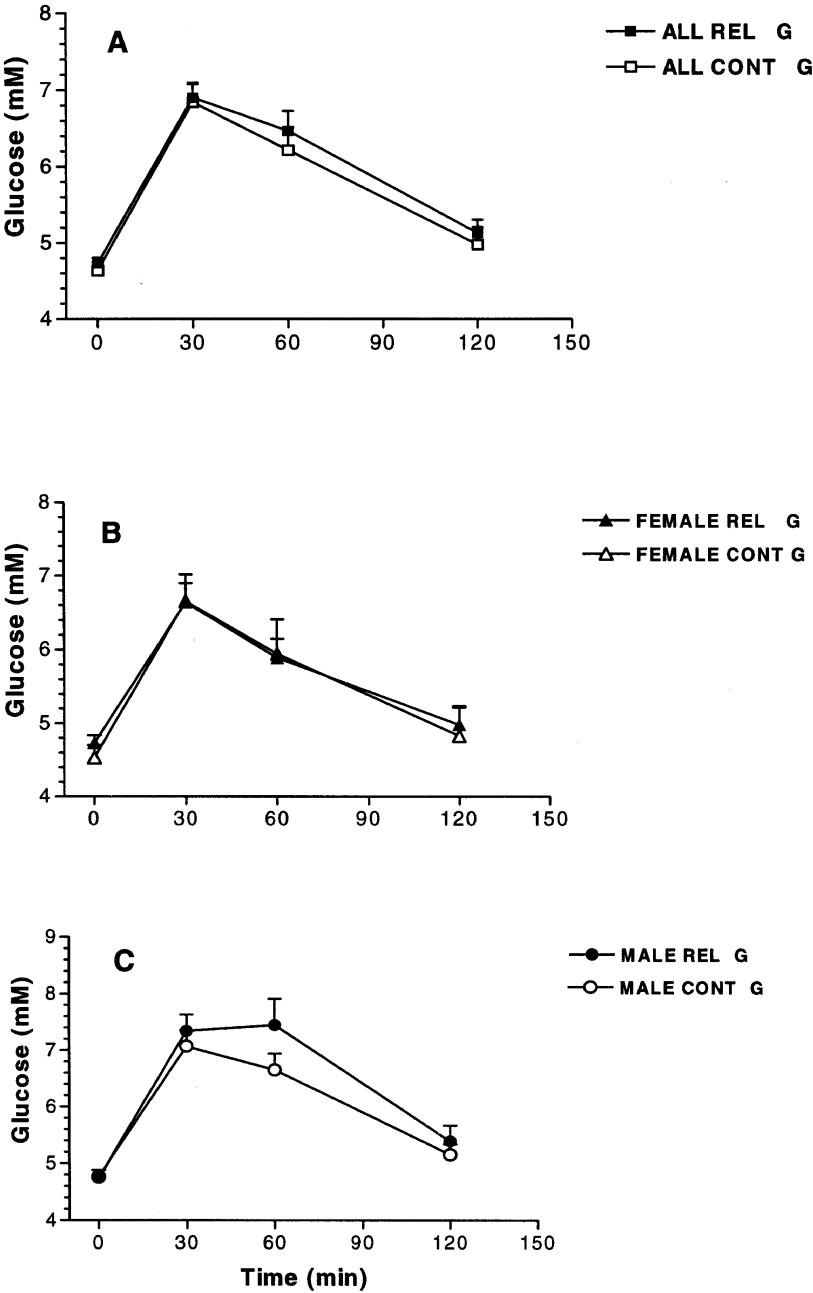 A
ALL REL G
ALL CONT G
Glucose (mM)
8
7
6
5
4
0 30 60 90 120 150
B
FEMALE REL G
FEMALE CONT G
Glucose (mM)
8
7
6
5
4
0 30 60 90 120 150
C
MALE REL G
MALE CONT G
Glucose (mM)
9
8
7
6
5
4
0 30 60 90 120 150
Time (min)